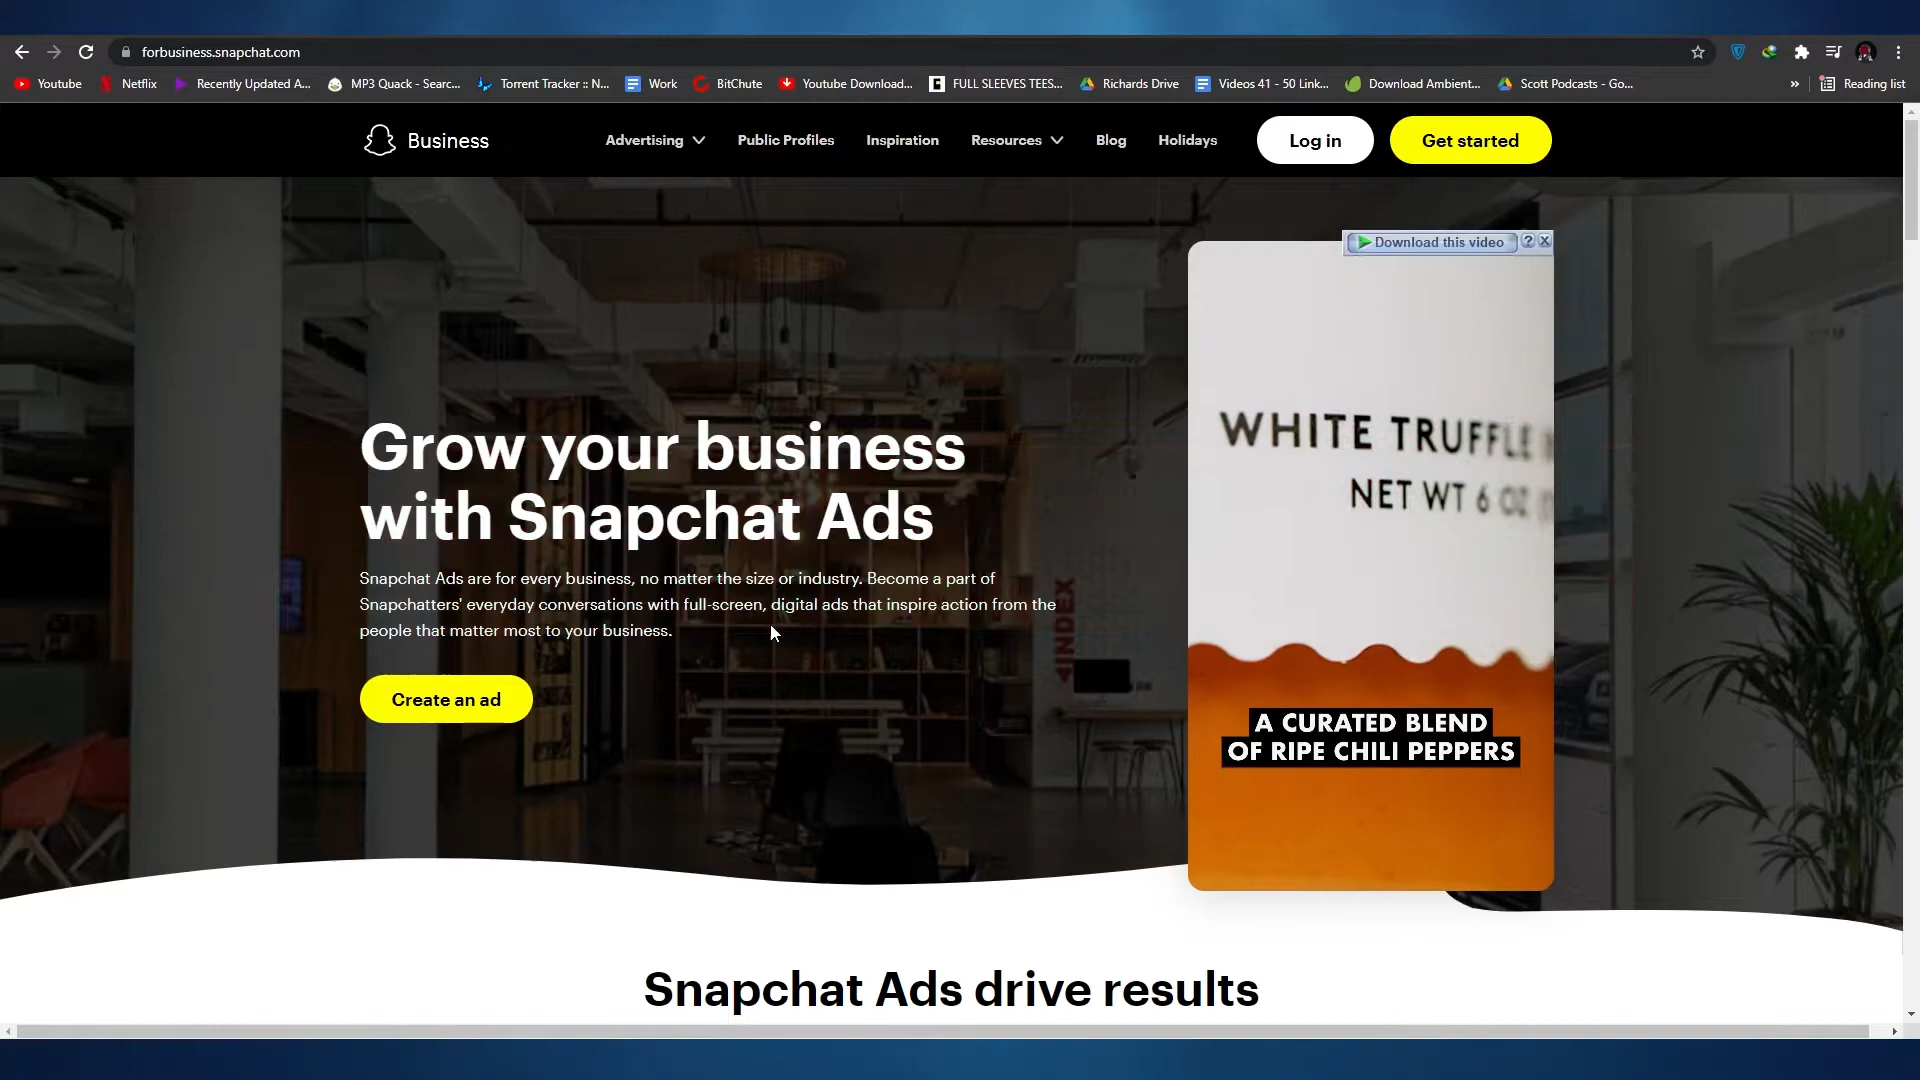 forbusiness.snapchat.com
Youtube
Netflix
Recently Updated A...
MP3 Quack - Searc...
Torrent Tracker :: N...
Work
BitChute
Youtube Download...
FULL SLEEVES TEES...
Richards Drive
Videos 41 - 50 Link...
Download Ambient...
Scott Podcasts - Go...
»
Reading list
Business
Advertising
Public Profiles
Inspiration
Resources
Blog
Holidays
Log in
Get started
Download this video
?
X
Grow your business
with Snapchat Ads
Snapchat Ads are for every business, no matter the size or industry. Become a part of
Snapchatters' everyday conversations with full-screen, digital ads that inspire action from the
people that matter most to your business.
Create an ad
WHITE TRUFFLE
NET WT 6 OZ
A CURATED BLEND
OF RIPE CHILI PEPPERS
INDEX
Snapchat Ads drive results